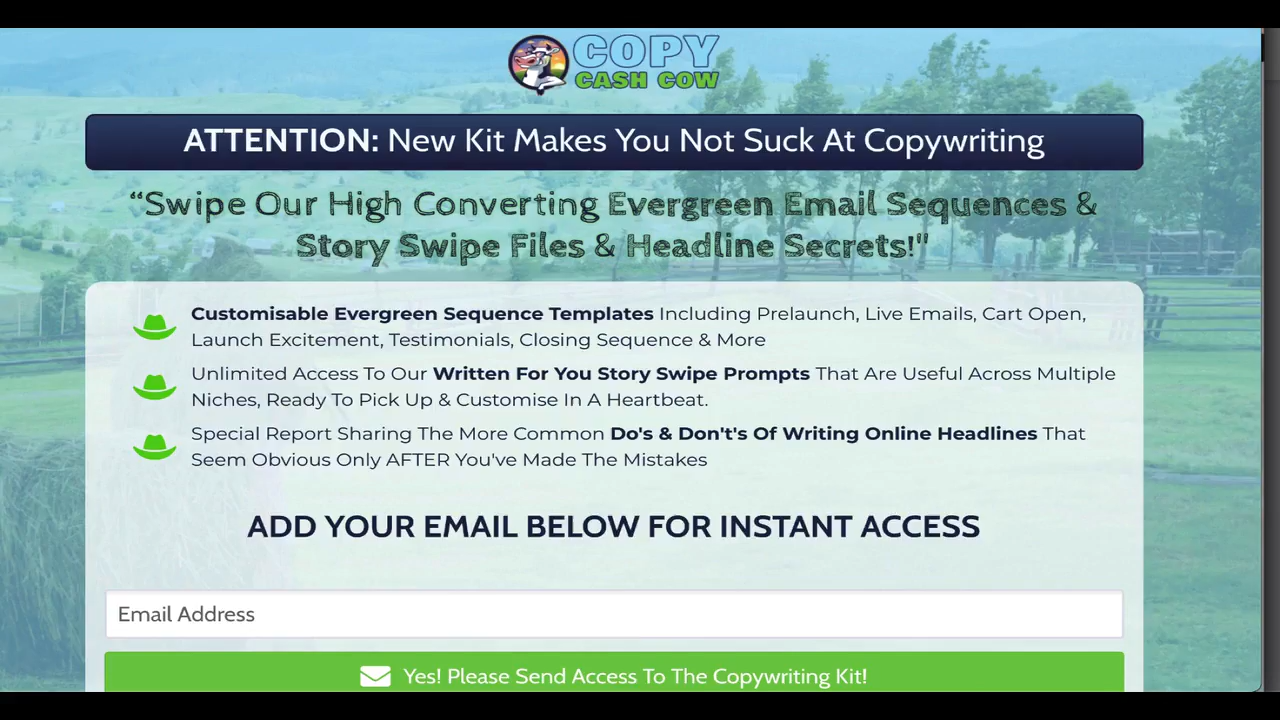 COPY
CASH COW
ATTENTION: New Kit Makes You Not Suck At Copywriting
“Swipe Our High Converting Evergreen Email Sequences &
Story Swipe Files & Headline Secrets!"
Customisable Evergreen Sequence Templates Including Prelaunch, Live Emails, Cart Open,
Launch Excitement, Testimonials, Closing Sequence & More
Unlimited Access To Our Written For You Story Swipe Prompts That Are Useful Across Multiple
Niches, Ready To Pick Up & Customise In A Heartbeat.
Special Report Sharing The More Common Do's & Don't's Of Writing Online Headlines That
Seem Obvious Only AFTER You've Made The Mistakes
ADD YOUR EMAIL BELOW FOR INSTANT ACCESS
Email Address
Yes! Please Send Access To The Copywriting Kit!